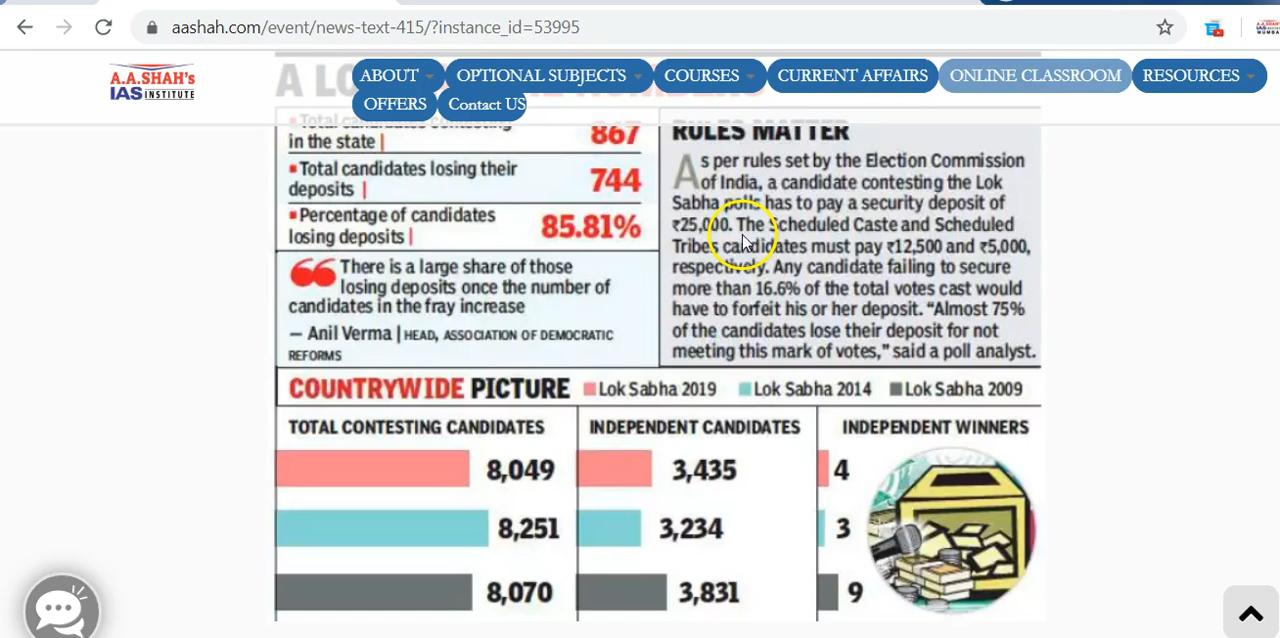 aashah.com/event/news-text-415/?instance_id=53995
A.A.SHAH's
IAS INSTITUTE
ABOUT
OPTIONAL SUBJECTS
COURSES
CURRENT AFFAIRS
ONLINE CLASSROOM
RESOURCES
OFFERS
Contact US
A LO
Total candidates contesting
in the state | 867
Total candidates losing their
deposits | 744
Percentage of candidates
losing deposits | 85.81%
There is a large share of those
losing deposits once the number of
candidates in the fray increase
— Anil Verma | HEAD, ASSOCIATION OF DEMOCRATIC
REFORMS
RULES MATTER
As per rules set by the Election Commission
of India, a candidate contesting the Lok
Sabha polls has to pay a security deposit of
₹25,000. The Scheduled Caste and Scheduled
Tribes candidates must pay ₹12,500 and ₹5,000,
respectively. Any candidate failing to secure
more than 16.6% of the total votes cast would
have to forfeit his or her deposit. “Almost 75%
of the candidates lose their deposit for not
meeting this mark of votes,” said a poll analyst.
COUNTRYWIDE PICTURE
Lok Sabha 2019
Lok Sabha 2014
Lok Sabha 2009
TOTAL CONTESTING CANDIDATES
8,049
8,251
8,070
INDEPENDENT CANDIDATES
3,435
3,234
3,831
INDEPENDENT WINNERS
4
3
9